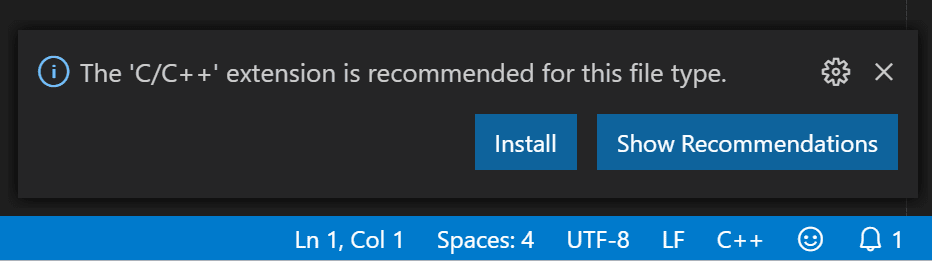 The 'C/C++' extension is recommended for this file type.
Install Show Recommendations
Ln 1, Col 1 Spaces: 4 UTF-8 LF C++ 1